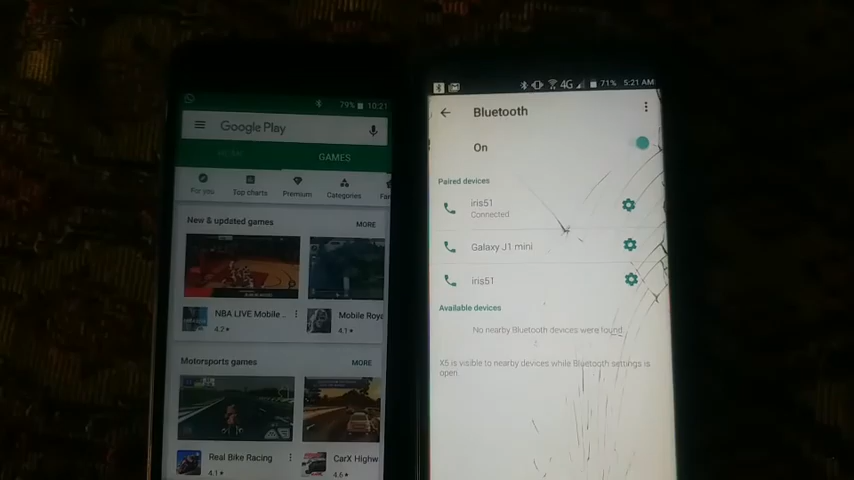 79% 10:21
Google Play
GAMES
For you
Top charts
Premium
Categories
New & updated games
MORE
NBA LIVE Mobile ..
4.2
Mobile Roya
4.1
Motorsports games
MORE
Real Bike Racing
4.1
CarX Highw
4.6
4G 71% 5:21 AM
Bluetooth
On
Paired devices
iris51
Connected
Galaxy J1 mini
iris51
Available devices
No nearby Bluetooth devices were found.
X5 is visible to nearby devices while Bluetooth settings is
open.